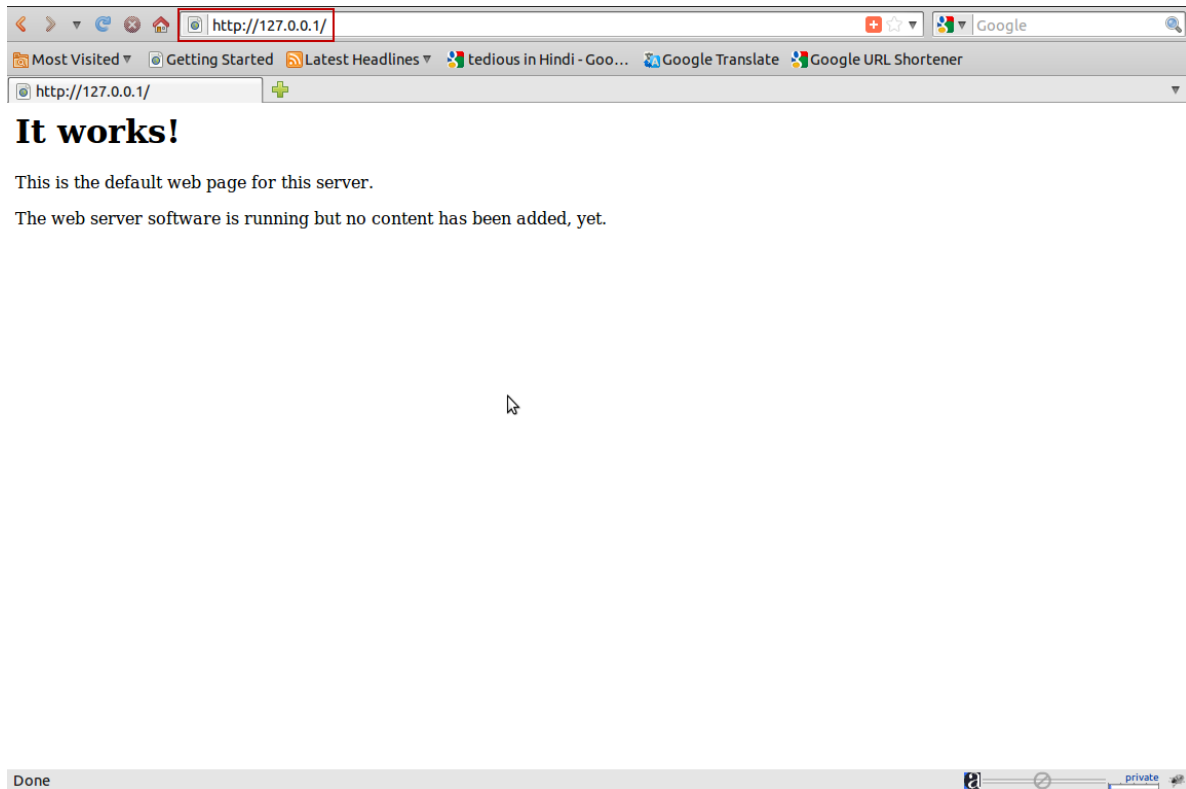 http://127.0.0.1/ Google
Most Visited Getting Started Latest Headlines tedious in Hindi - Goo... Google Translate Google URL Shortener
http://127.0.0.1/
It works!
This is the default web page for this server.
The web server software is running but no content has been added, yet.
Done private